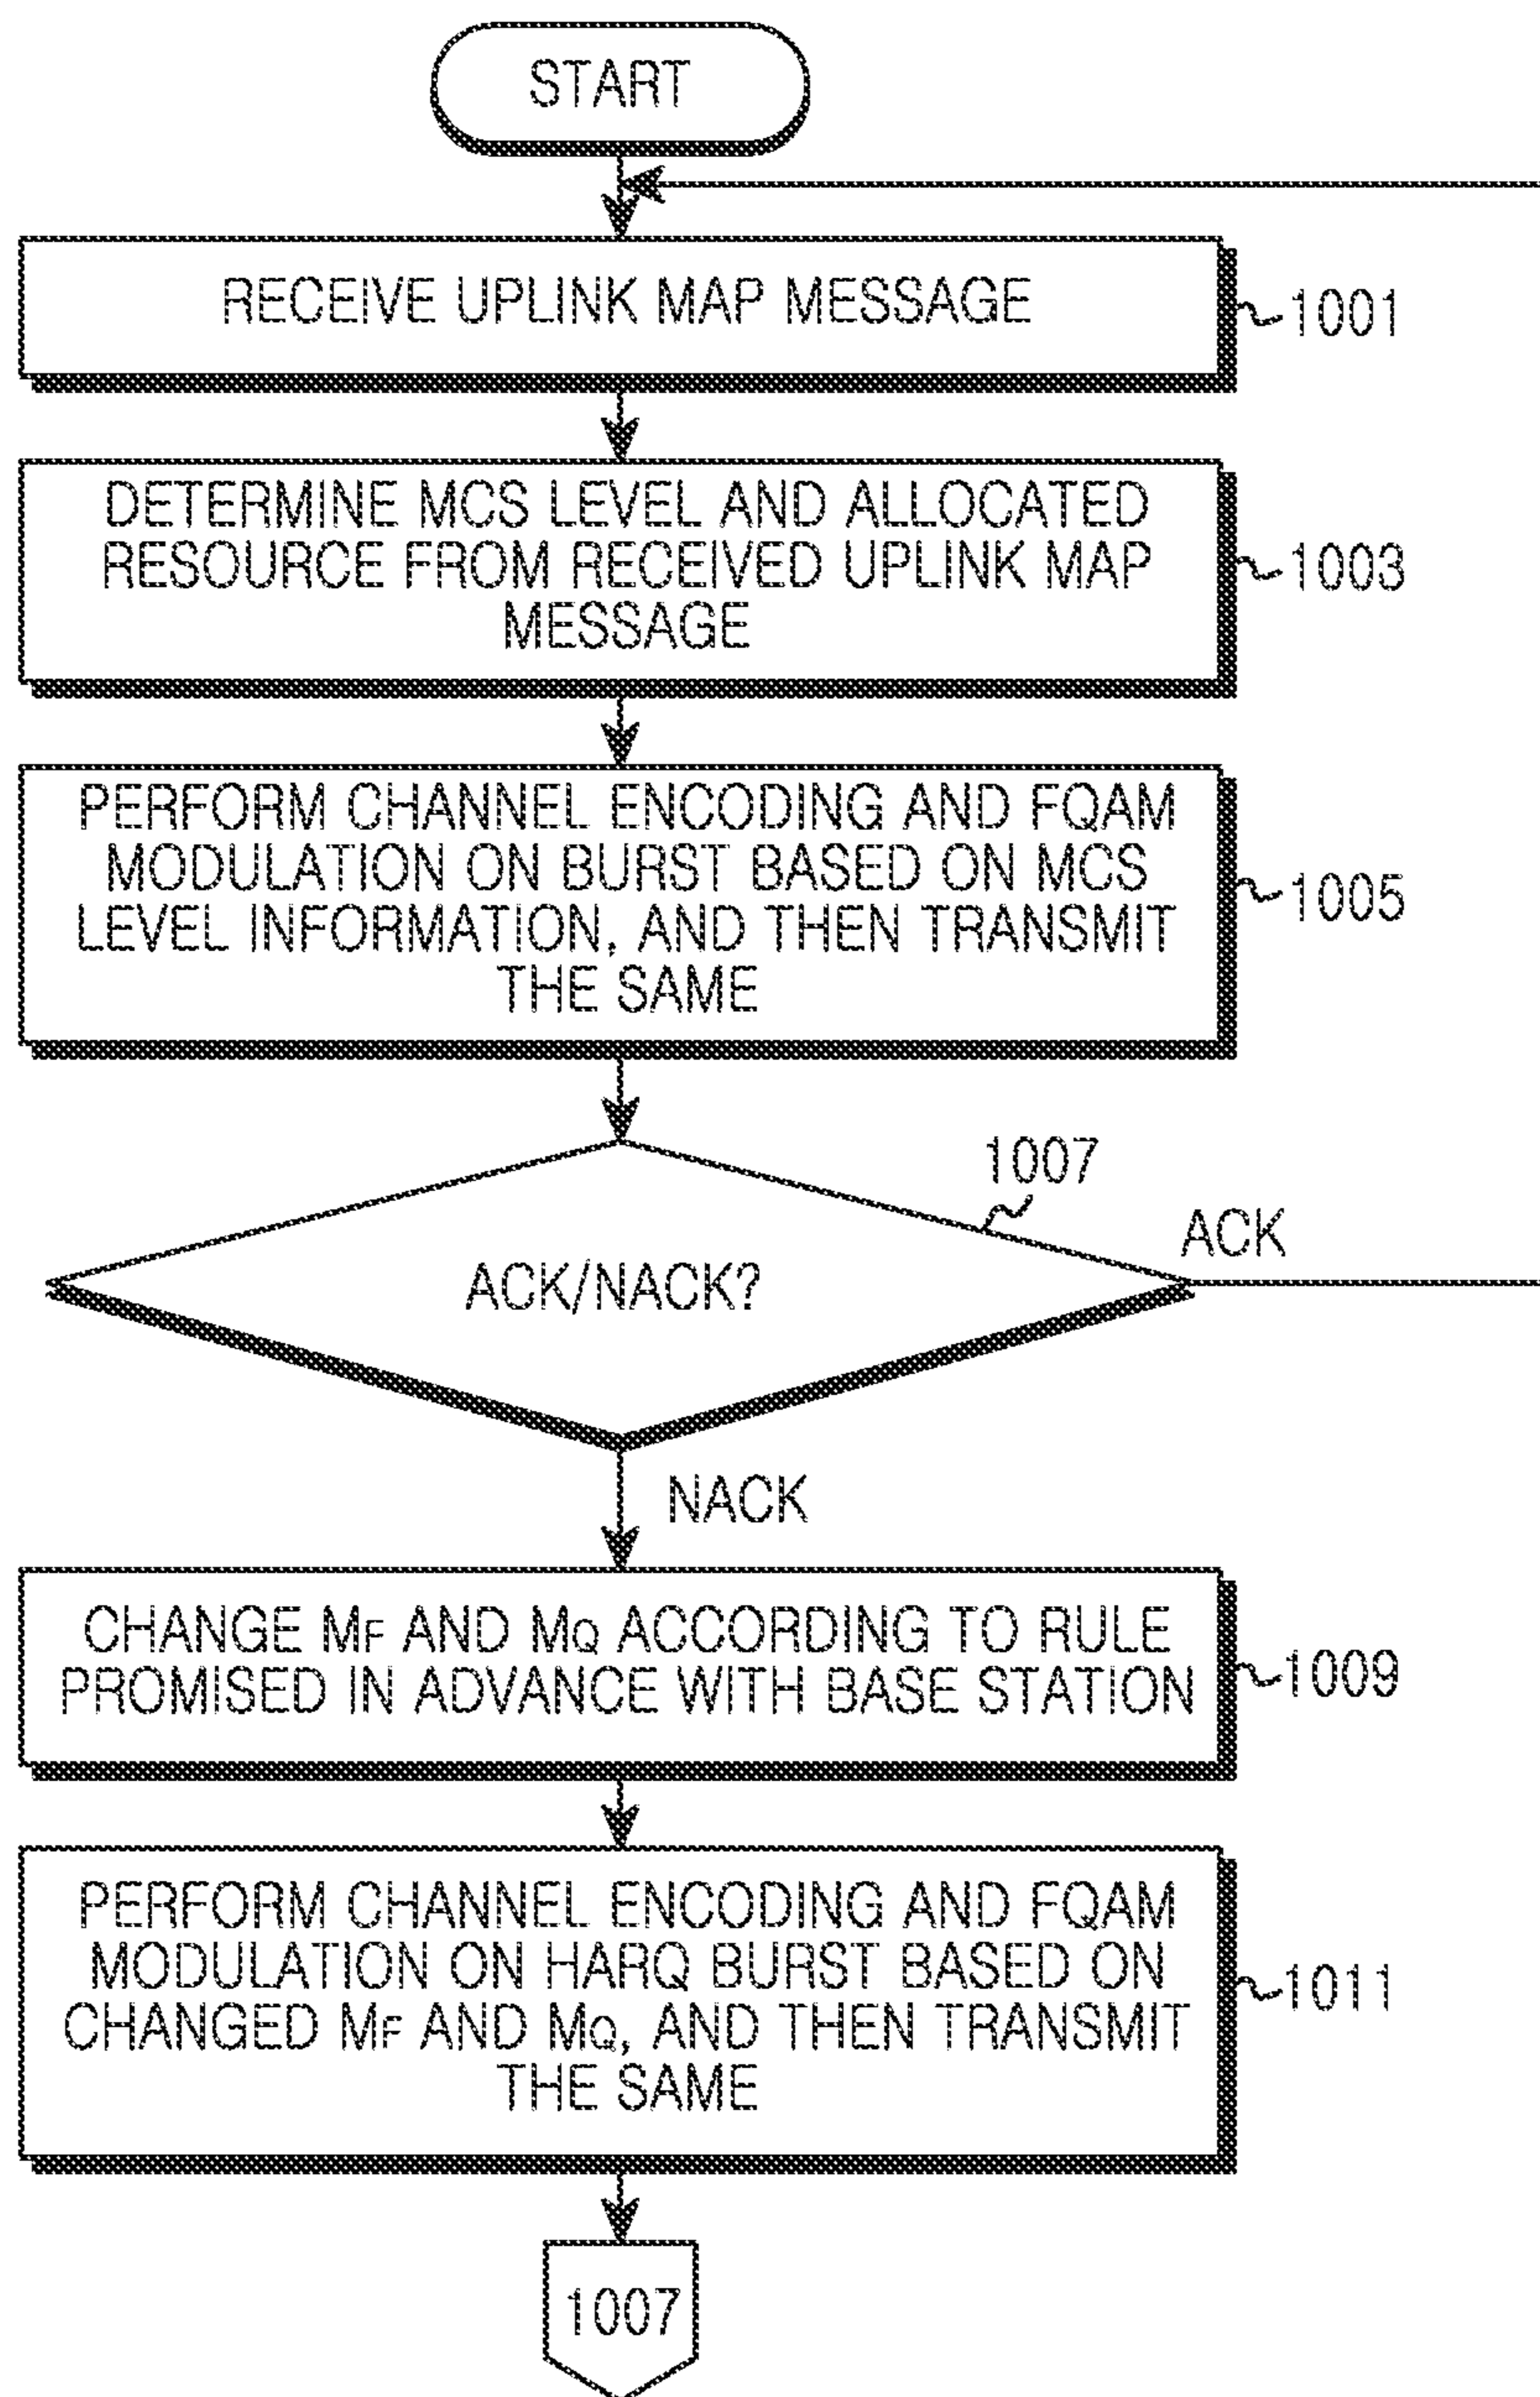 START
RECEIVE UPLINK MAP MESSAGE
1001
DETERMINE MCS LEVEL AND ALLOCATED
RESOURCE FROM RECEIVED UPLINK MAP
MESSAGE
1003
PERFORM CHANNEL ENCODING AND FQAM
MODULATION ON BURST BASED ON MCS
LEVEL INFORMATION, AND THEN TRANSMIT
THE SAME
1005
1007
ACK
ACK/NACK?
NACK
CHANGE MF AND MQ ACCORDING TO RULE
PROMISED IN ADVANCE WITH BASE STATION
1009
PERFORM CHANNEL ENCODING AND FQAM
MODULATION ON HARQ BURST BASED ON
CHANGED MF AND MQ, AND THEN TRANSMIT
THE SAME
1011
1007